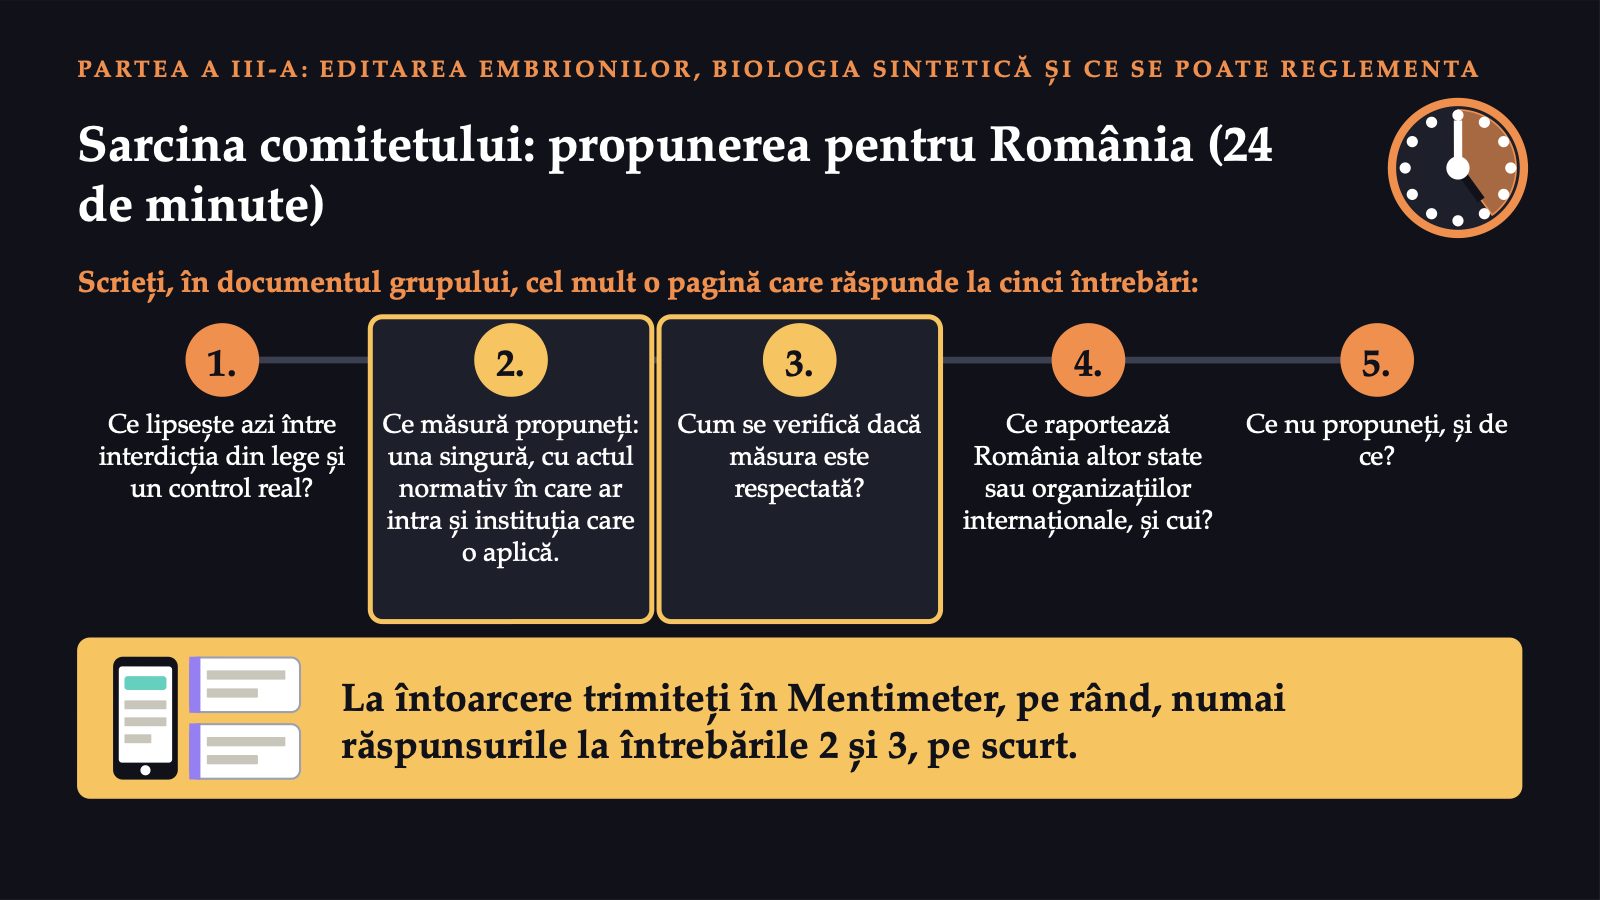 PARTEA A III-A: EDITAREA EMBRIONILOR, BIOLOGIA SINTETICĂ ȘI CE SE POATE REGLEMENTA
Sarcina comitetului: propunerea pentru România (24
de minute)
Scrieți, în documentul grupului, cel mult o pagină care răspunde la cinci întrebări:
1.
Ce lipsește azi între
interdicția din lege și
un control real?
2.
Ce măsură propuneți:
una singură, cu actul
normativ în care ar
intra și instituția care
o aplică.
3.
Cum se verifică dacă
măsura este
respectată?
4.
Ce raportează
România altor state
sau organizațiilor
internaționale, și cui?
5.
Ce nu propuneți, și de
ce?
La întoarcere trimiteți în Mentimeter, pe rând, numai
răspunsurile la întrebările 2 și 3, pe scurt.